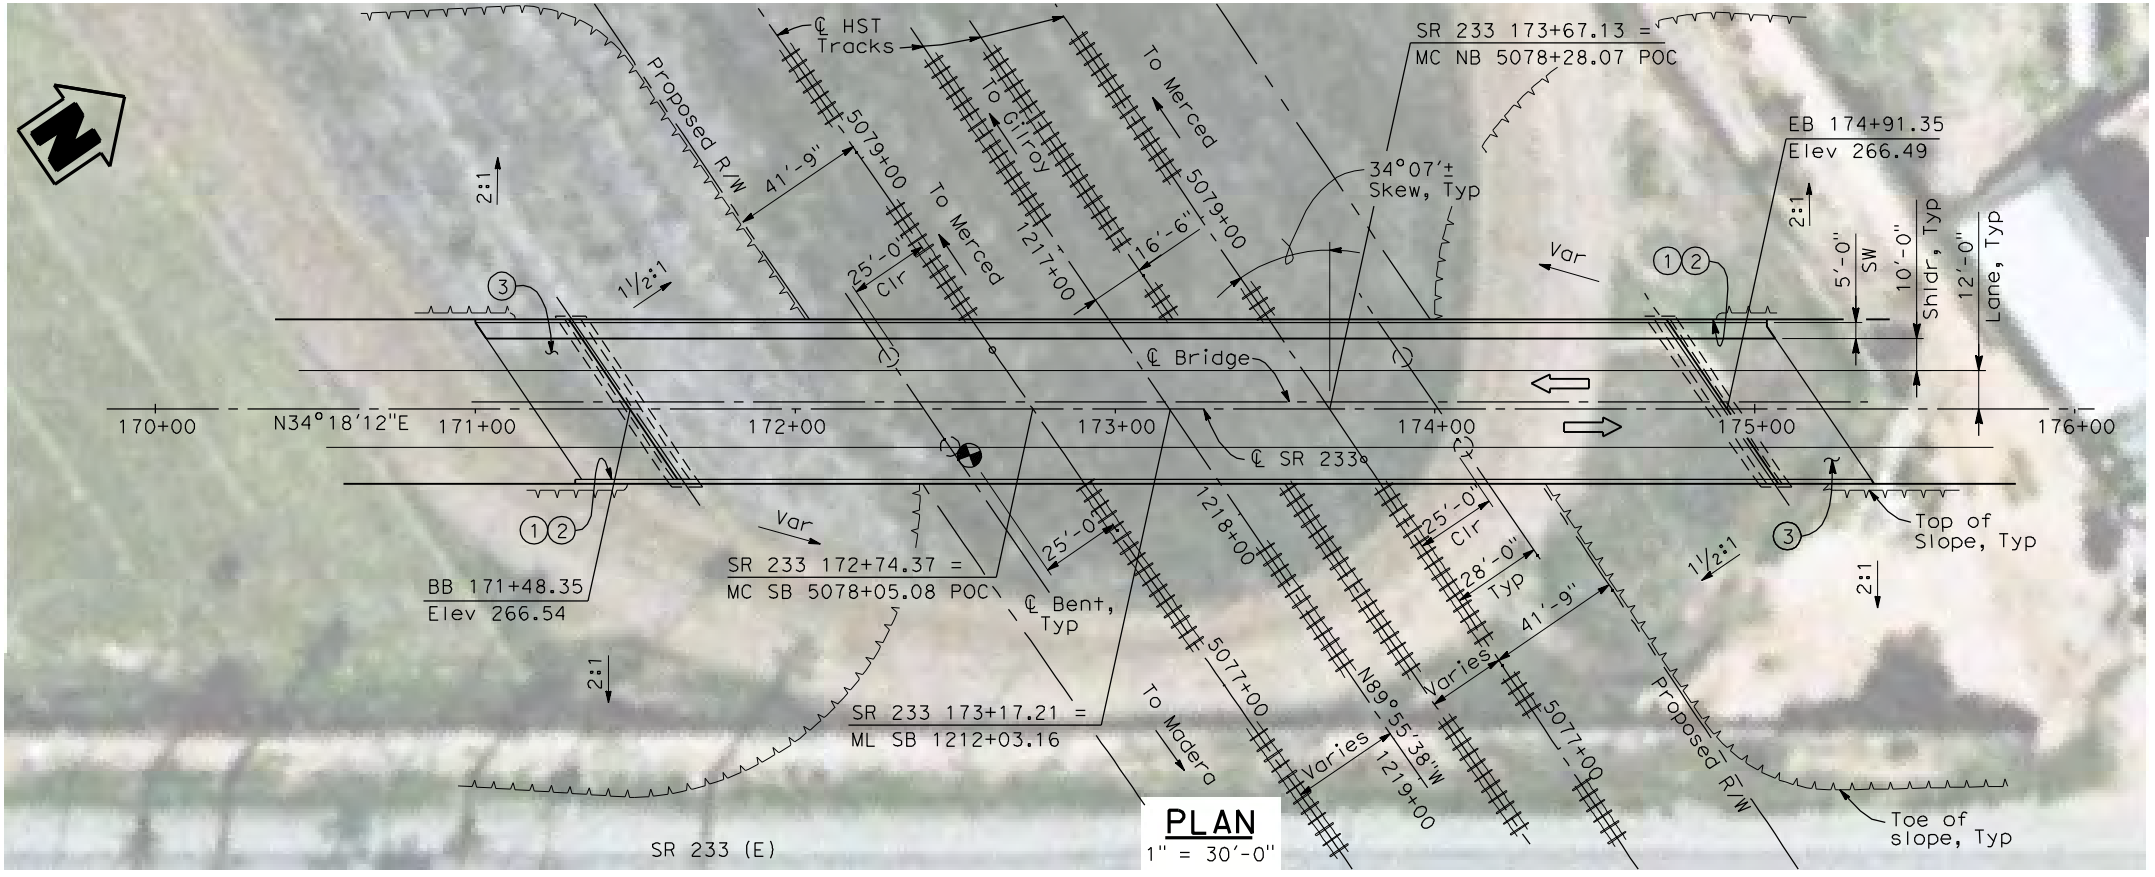 ℄ HST
Tracks
SR 233 173+67.13 =
MC NB 5078+28.07 POC
N
Proposed R/W
To Merced
To Gilroy
5079+00
41'-9"
EB 174+91.35
Elev 266.49
34°07'±
Skew, Typ
2:1
To Merced
5079+00
2:1
5'-0"
SW
10'-0"
Shldr, Typ
12'-0"
Lane, Typ
1217+00
16'-6"
25'-0"
Clr
Var
1 2
3
1 1/2:1
℄ Bridge
170+00
N34°18'12"E
171+00
172+00
173+00
174+00
175+00
176+00
℄ SR 233
1 2
Var
1218+00
25'-0"
25'-0"
Clr
28'-0"
Typ
Top of
Slope, Typ
3
1 1/2:1
2:1
SR 233 172+74.37 =
MC SB 5078+05.08 POC
BB 171+48.35
Elev 266.54
℄ Bent,
Typ
41'-9"
2:1
5077+00
N89°55'38"W
Varies
Proposed R/W
SR 233 173+17.21 =
ML SB 1212+03.16
To Madera
Varies
1219+00
5077+00
PLAN
1" = 30'-0"
Toe of
slope, Typ
SR 233 (E)